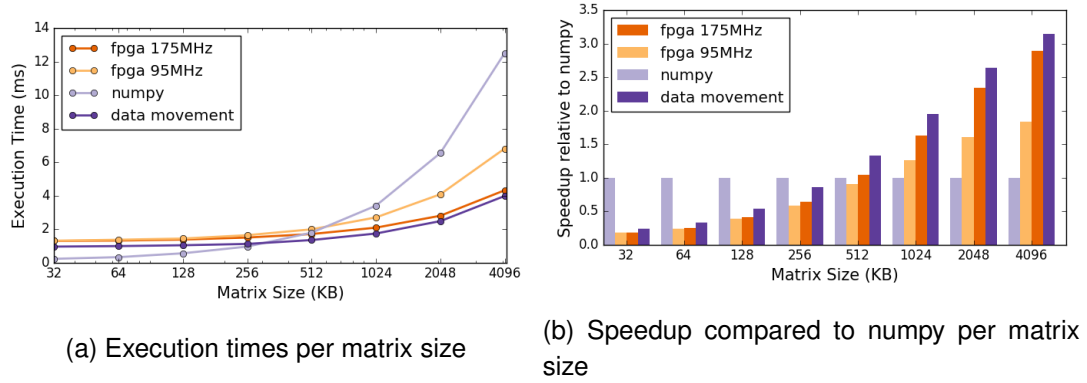 14
12
10
8
6
4
2
0
Execution Time (ms)
fpga 175MHz
fpga 95MHz
numpy
data movement
32 64 128 256 512 1024 2048 4096
Matrix Size (KB)
(a) Execution times per matrix size
3.5
3.0
2.5
2.0
1.5
1.0
0.5
0.0
Speedup relative to numpy
fpga 175MHz
fpga 95MHz
numpy
data movement
32 64 128 256 512 1024 2048 4096
Matrix Size (KB)
(b) Speedup compared to numpy per matrix
size